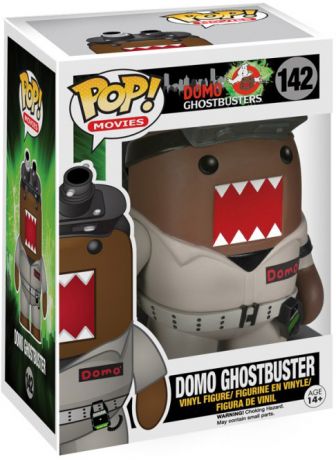 POP!
MOVIES
DOMO
GHOSTBUSTERS
142
POP!
MOVIES
Domo
Domo
DOMO GHOSTBUSTER
142
DOMO GHOSTBUSTER
VINYL FIGURE/ FIGURINE EN VINYLE/
FIGURA DE VINIL
WARNING: Choking Hazard.
May contain small parts.
AGE
14+